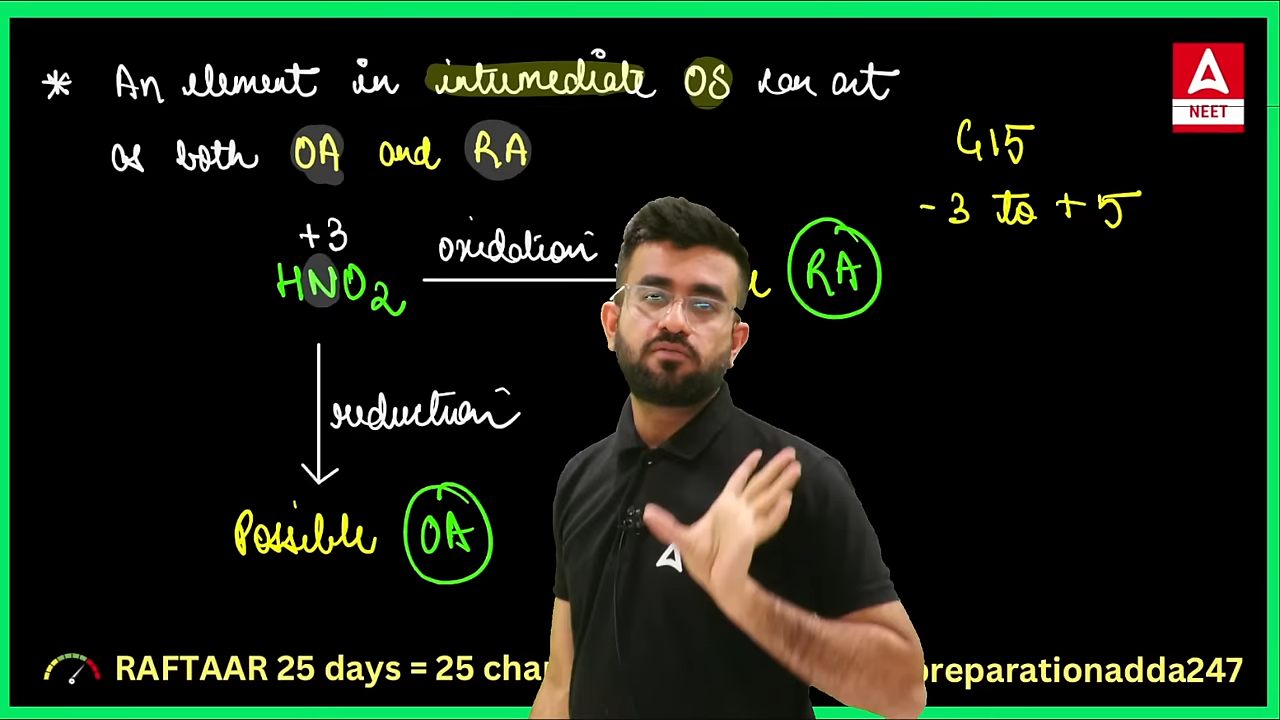 * An element in intermediate OS can act
as both OA and RA
G15
-3 to +5
+3
HNO2
oxidation
RA
reduction
Possible OA
A
NEET
RAFTAAR 25 days = 25 cha
preparationadda247